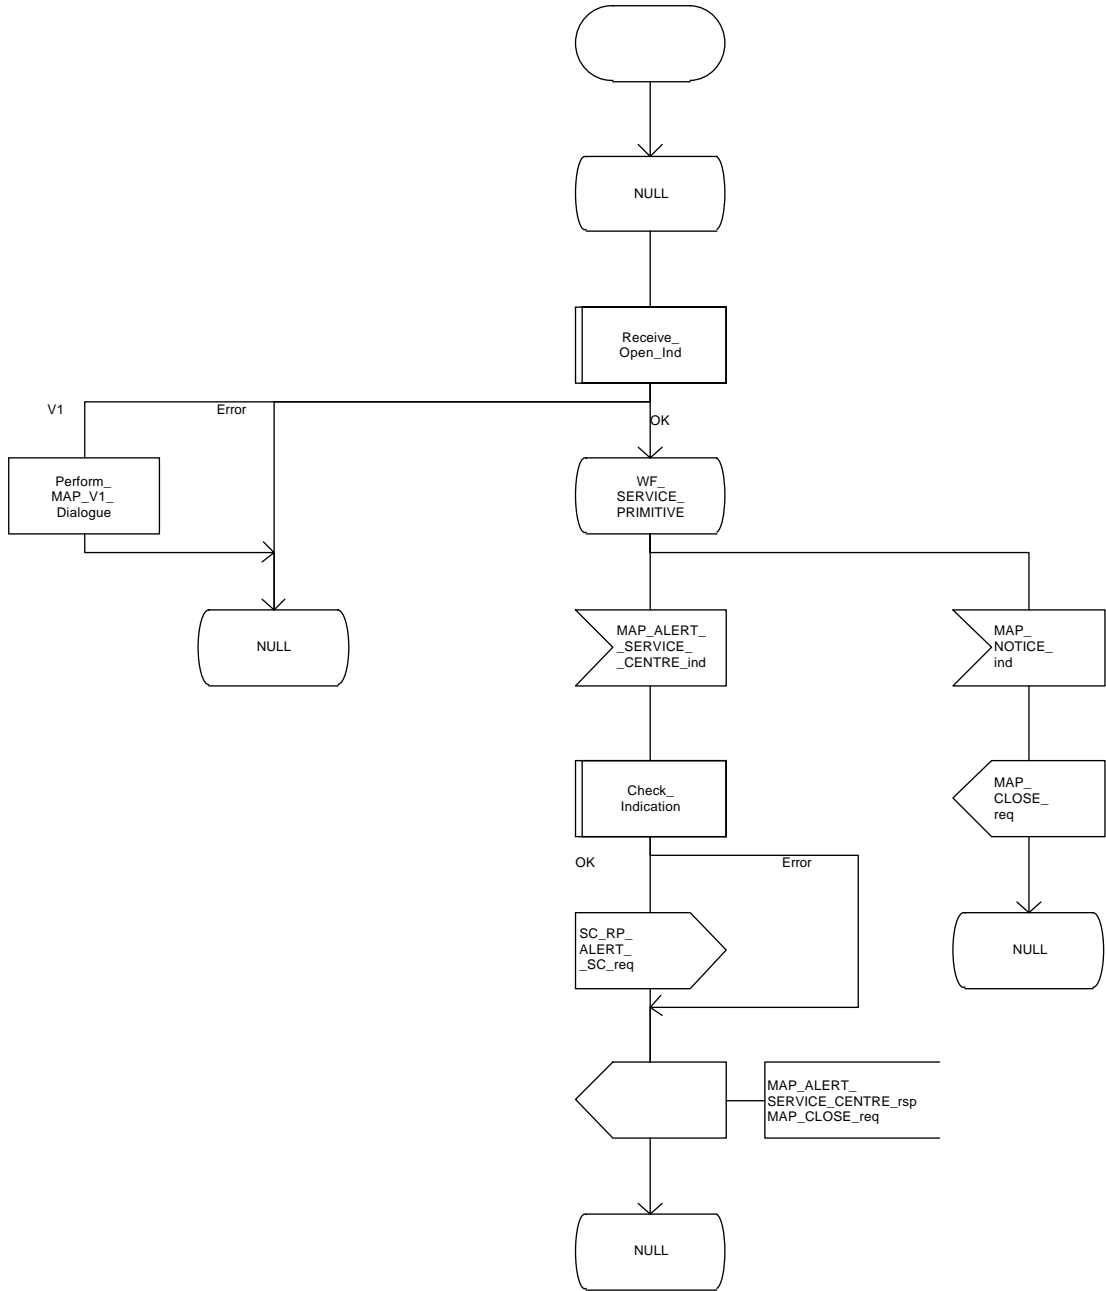 NULL
Receive_
Open_Ind
V1
Error
OK
Perform_
MAP_V1_
Dialogue
WF_
SERVICE_
PRIMITIVE
NULL
MAP_ALERT_
_SERVICE_
_CENTRE_ind
MAP_
NOTICE_
ind
Check_
Indication
MAP_
CLOSE_
req
OK
Error
SC_RP_
ALERT_
_SC_req
NULL
MAP_ALERT_
SERVICE_CENTRE_rsp
MAP_CLOSE_req
NULL